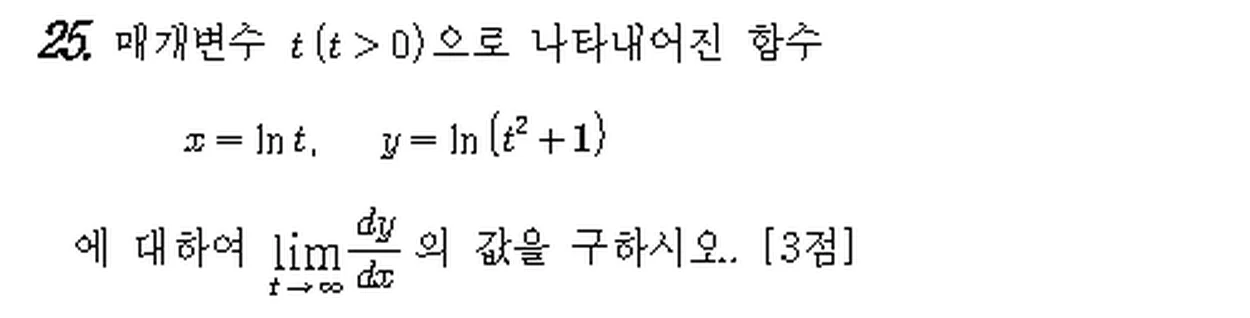 25. 매개변수 t (t > 0)으로 나타내어진 함수
x = ln t, y = ln (t² + 1)
에 대하여 lim_{t→∞} dy/dx 의 값을 구하시오.. [3점]